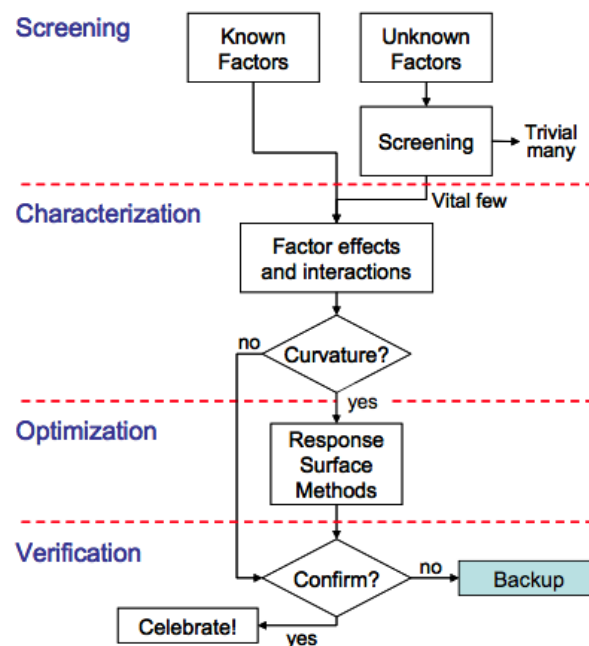 Screening
Known
Factors
Unknown
Factors
Screening
Trivial
many
Vital few
Characterization
Factor effects
and interactions
no
Curvature?
yes
Optimization
Response
Surface
Methods
Verification
Confirm?
no
Backup
Celebrate!
yes